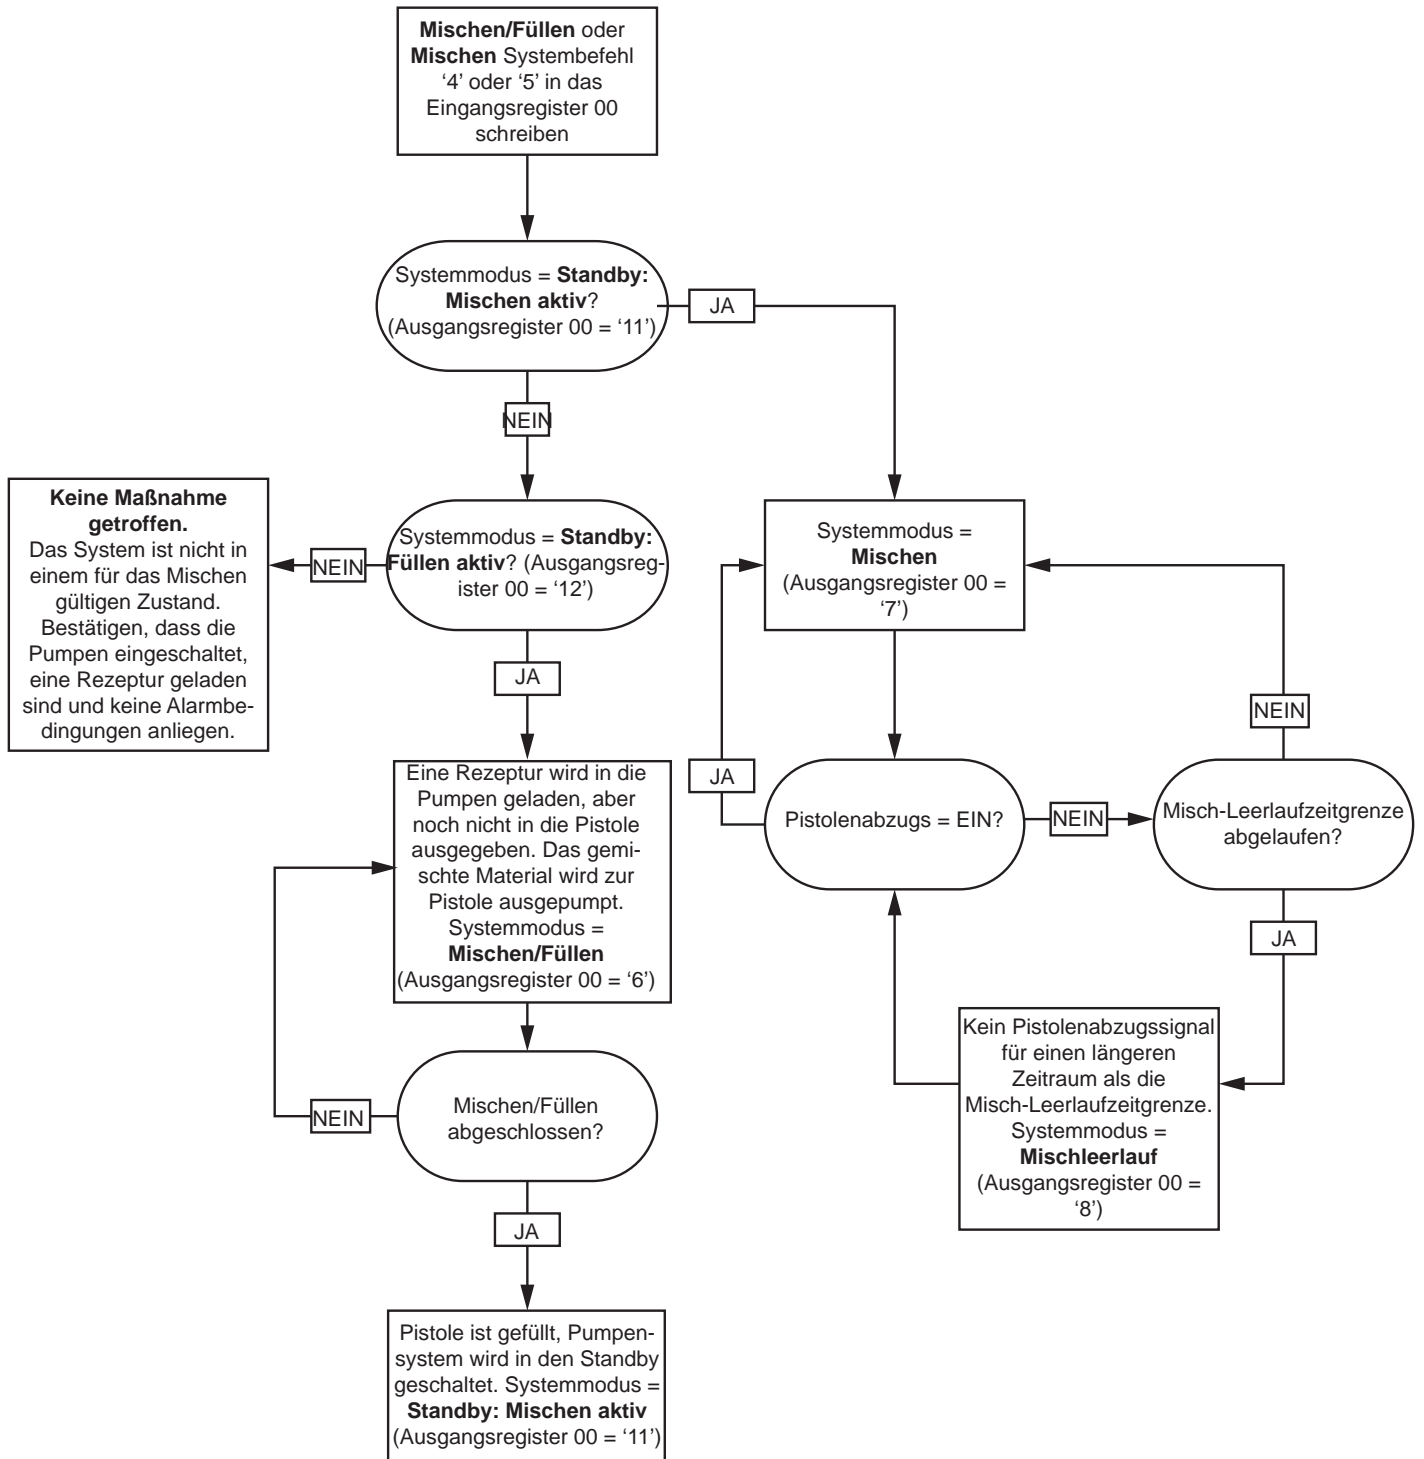 Mischen/Füllen oder
Mischen Systembefehl
‘4’ oder ‘5’ in das
Eingangsregister 00
schreiben
Systemmodus = Standby:
Mischen aktiv?
(Ausgangsregister 00 = ‘11’)
JA
NEIN
Keine Maßnahme
getroffen.
Das System ist nicht in
einem für das Mischen
gültigen Zustand.
Bestätigen, dass die
Pumpen eingeschaltet,
eine Rezeptur geladen
sind und keine Alarmbe-
dingungen anliegen.
NEIN
Systemmodus = Standby:
Füllen aktiv? (Ausgangsreg-
ister 00 = ‘12’)
JA
Systemmodus =
Mischen
(Ausgangsregister 00 =
‘7’)
NEIN
JA
Pistolenabzugs = EIN?
NEIN
Misch-Leerlaufzeitgrenze
abgelaufen?
JA
Eine Rezeptur wird in die
Pumpen geladen, aber
noch nicht in die Pistole
ausgegeben. Das gemi-
schte Material wird zur
Pistole ausgepumpt.
Systemmodus =
Mischen/Füllen
(Ausgangsregister 00 = ‘6’)
Kein Pistolenabzugssignal
für einen längeren
Zeitraum als die
Misch-Leerlaufzeitgrenze.
Systemmodus =
Mischleerlauf
(Ausgangsregister 00 =
‘8’)
NEIN
Mischen/Füllen
abgeschlossen?
JA
Pistole ist gefüllt, Pumpen-
system wird in den Standby
geschaltet. Systemmodus =
Standby: Mischen aktiv
(Ausgangsregister 00 = ‘11’)